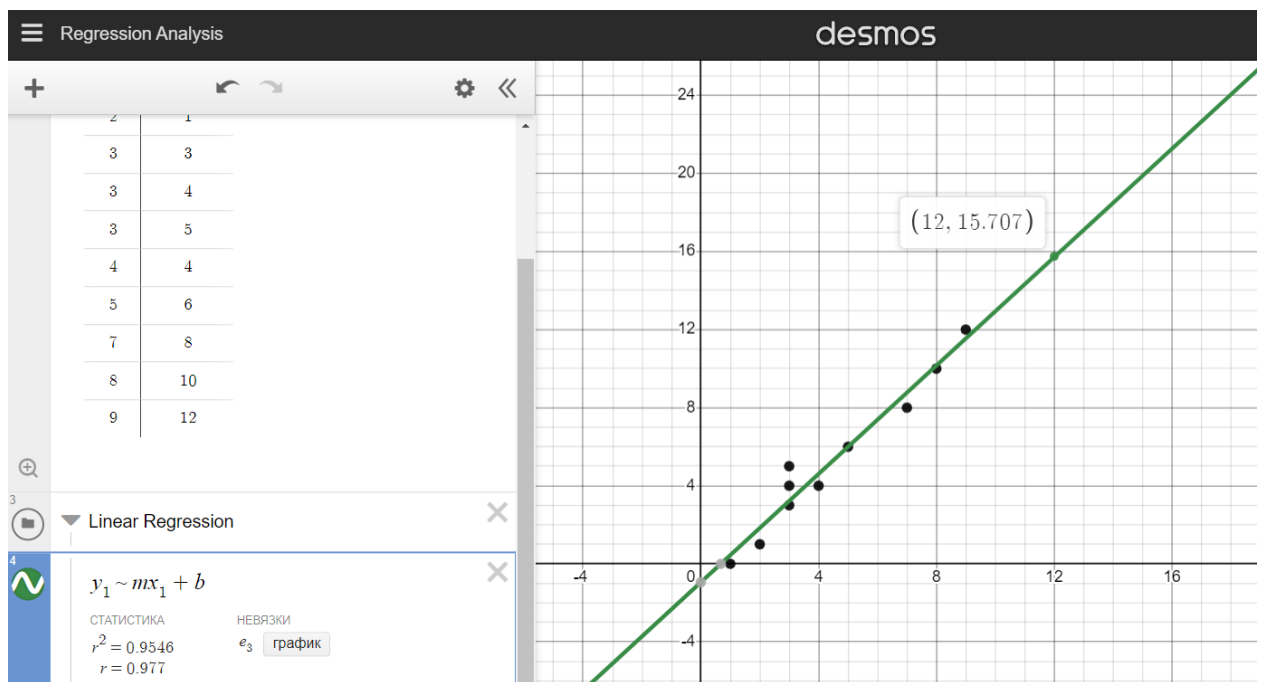 Regression Analysis
desmos
2 1
3 3
3 4
3 5
4 4
5 6
7 8
8 10
9 12
3
Linear Regression
4
y₁ ~ mx₁ + b
СТАТИСТИКА НЕВЯЗКИ
r² = 0.9546 e₃ график
r = 0.977
24
20
(12, 15.707)
16
12
8
4
-4 0 4 8 12 16
-4